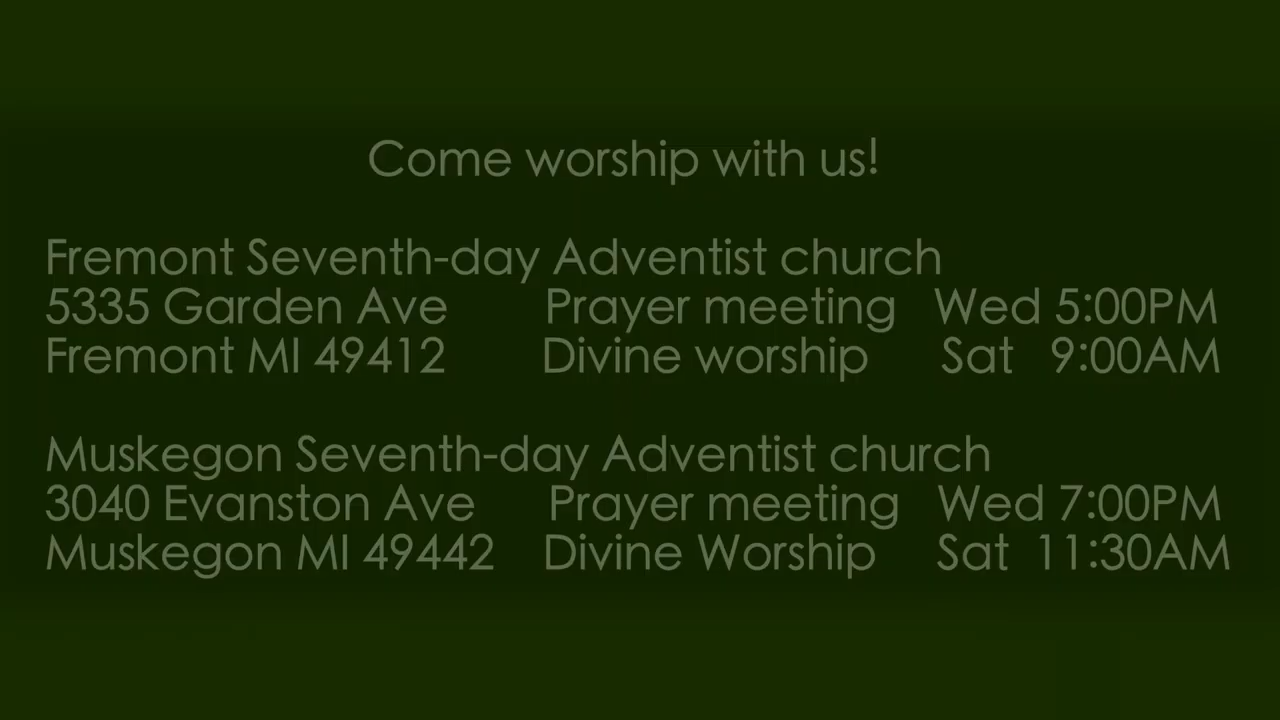 Come worship with us!
Fremont Seventh-day Adventist church
5335 Garden Ave Prayer meeting Wed 5:00PM
Fremont MI 49412 Divine worship Sat 9:00AM
Muskegon Seventh-day Adventist church
3040 Evanston Ave Prayer meeting Wed 7:00PM
Muskegon MI 49442 Divine Worship Sat 11:30AM